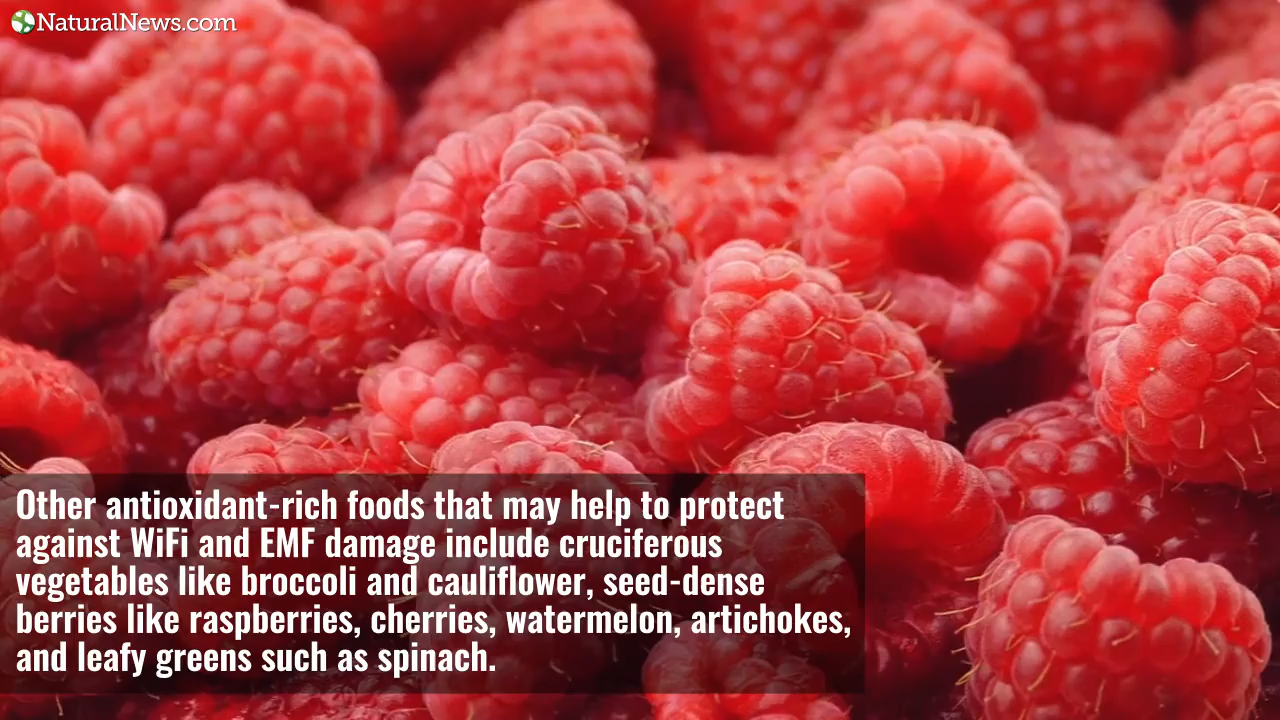 NaturalNews.com
Other antioxidant-rich foods that may help to protect
against WiFi and EMF damage include cruciferous
vegetables like broccoli and cauliflower, seed-dense
berries like raspberries, cherries, watermelon, artichokes,
and leafy greens such as spinach.